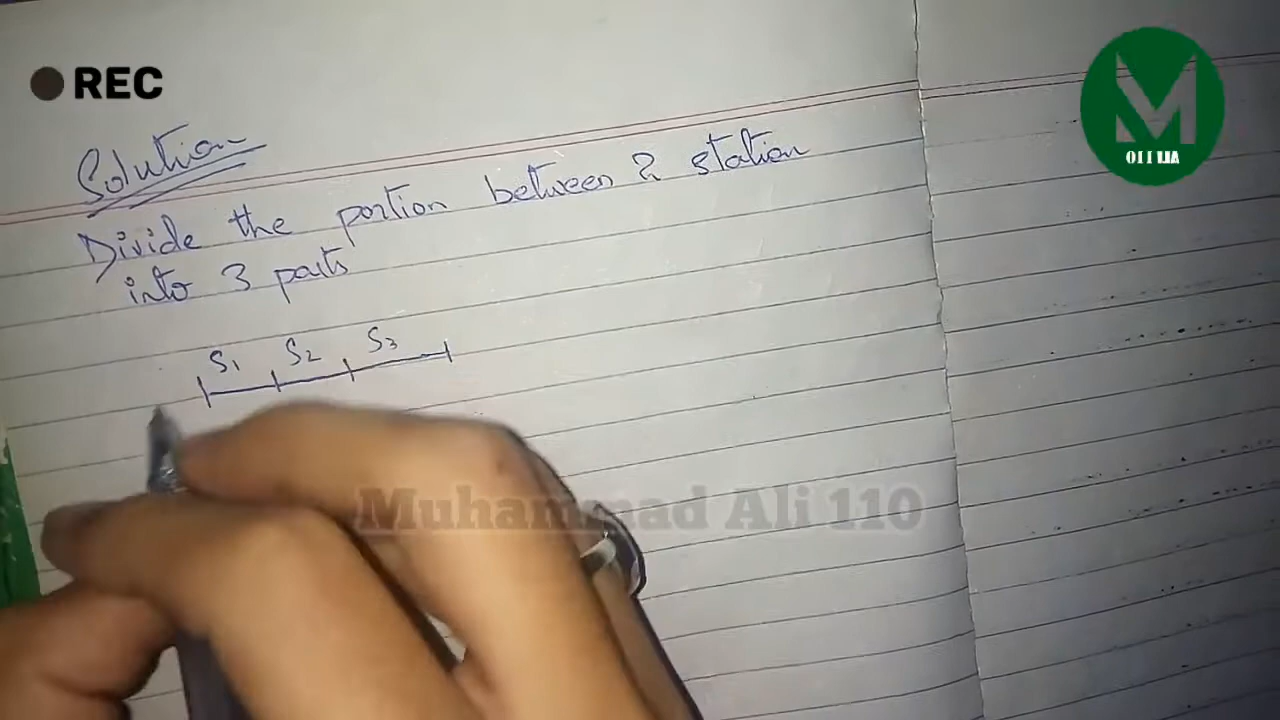 REC
M
Solution
Divide the portion between 2 station
into 3 parts
S1 S2 S3
Muhammad Ali 110